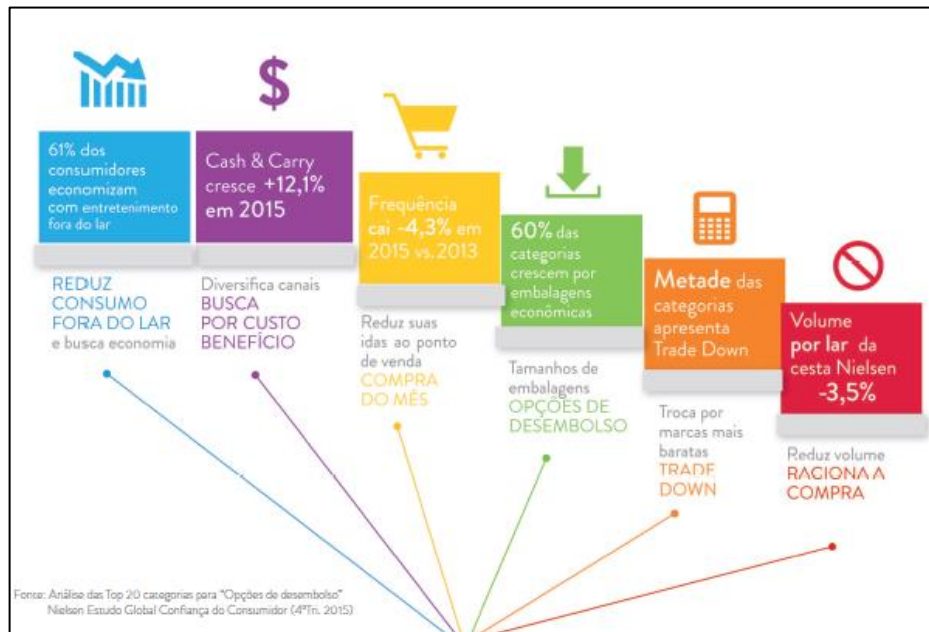 $
61% dos
consumidores
economizam
com entretenimento
fora do lar
REDUZ
CONSUMO
FORA DO LAR
e busca economia
Cash & Carry
cresce +12,1%
em 2015
Diversifica canais
BUSCA
POR CUSTO
BENEFÍCIO
Frequência
cai -4,3% em
2015 vs.2013
Reduz suas
idas ao ponto
de venda
COMPRA
DO MÊS
60% das
categorias
crescem por
embalagens
econômicas
Tamanhos de
embalagens
OPÇÕES DE
DESEMBOLSO
Metade das
categorias
apresenta
Trade Down
Troca por
marcas mais
baratas
TRADE
DOWN
Volume
por lar da
cesta Nielsen
-3,5%
Reduz volume
RACIONA A
COMPRA
Fonte: Análise das Top 20 categorias para "Opções de desembolso"
Nielsen Estudo Global Confiança do Consumidor (4ºTri. 2015)